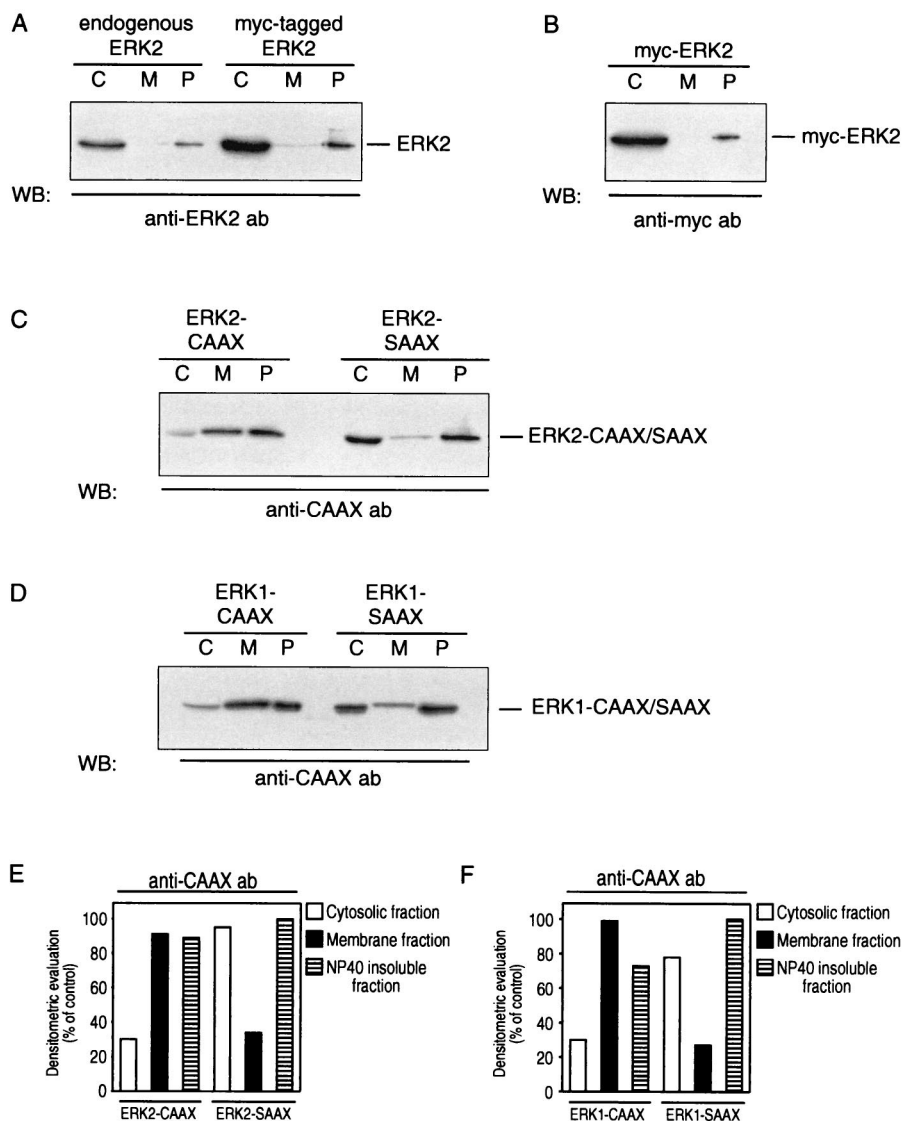 A
endogenous ERK2
myc-tagged ERK2
C M P C M P
ERK2
WB:
anti-ERK2 ab
B
myc-ERK2
C M P
myc-ERK2
WB:
anti-myc ab
C
ERK2-CAAX
ERK2-SAAX
C M P C M P
ERK2-CAAX/SAAX
WB:
anti-CAAX ab
D
ERK1-CAAX
ERK1-SAAX
C M P C M P
ERK1-CAAX/SAAX
WB:
anti-CAAX ab
E
anti-CAAX ab
Densitometric evaluation
(% of control)
100
80
60
40
20
0
ERK2-CAAX ERK2-SAAX
Cytosolic fraction
Membrane fraction
NP40 insoluble
fraction
F
anti-CAAX ab
Densitometric evaluation
(% of control)
100
80
60
40
20
0
ERK1-CAAX ERK1-SAAX
Cytosolic fraction
Membrane fraction
NP40 insoluble
fraction